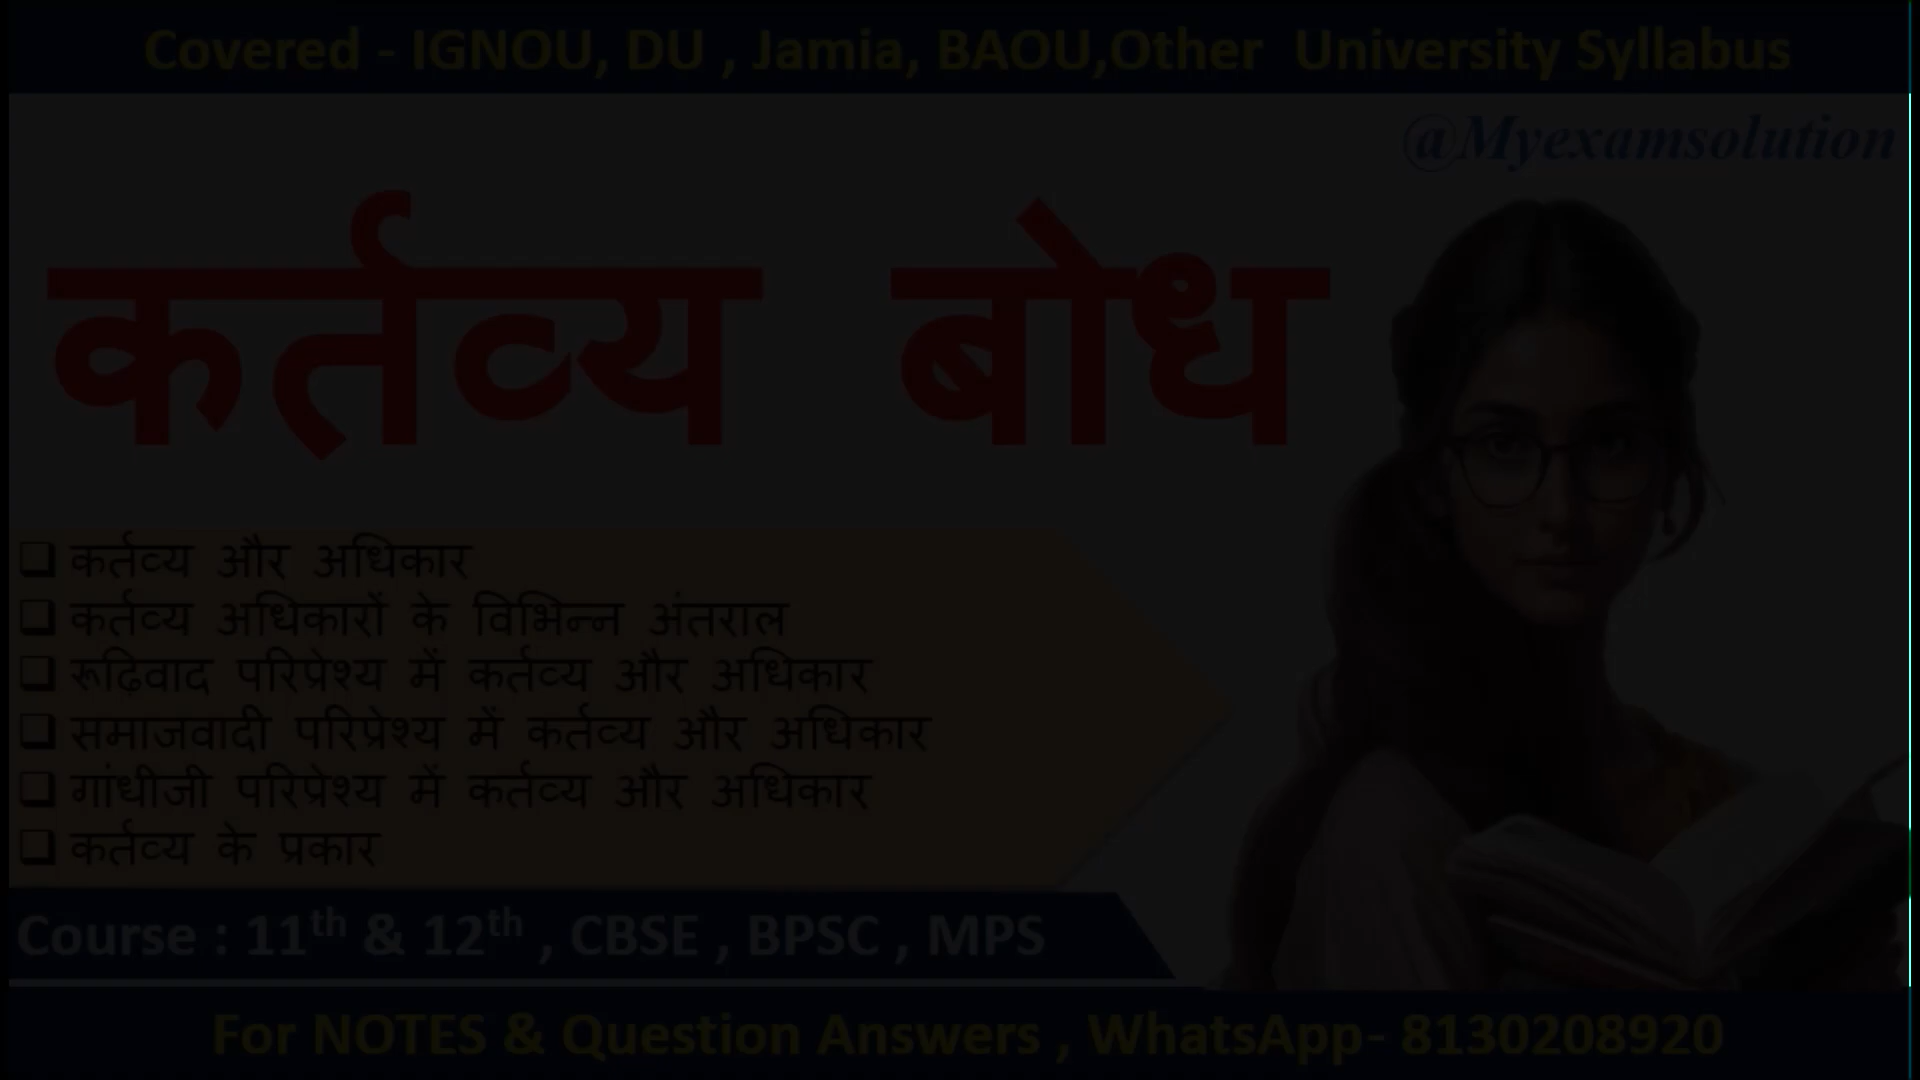 Covered - IGNOU, DU , Jamia, BAOU,Other University Syllabus
@Myexamsolution
कर्तव्य बोध
❑ कर्तव्य और अधिकार
❑ कर्तव्य अधिकारों के विभिन्न अंतराल
❑ रूढ़िवाद परिप्रेश्य में कर्तव्य और अधिकार
❑ समाजवादी परिप्रेश्य में कर्तव्य और अधिकार
❑ गांधीजी परिप्रेश्य में कर्तव्य और अधिकार
❑ कर्तव्य के प्रकार
Course : 11th & 12th , CBSE , BPSC , MPS
For NOTES & Question Answers , WhatsApp- 8130208920